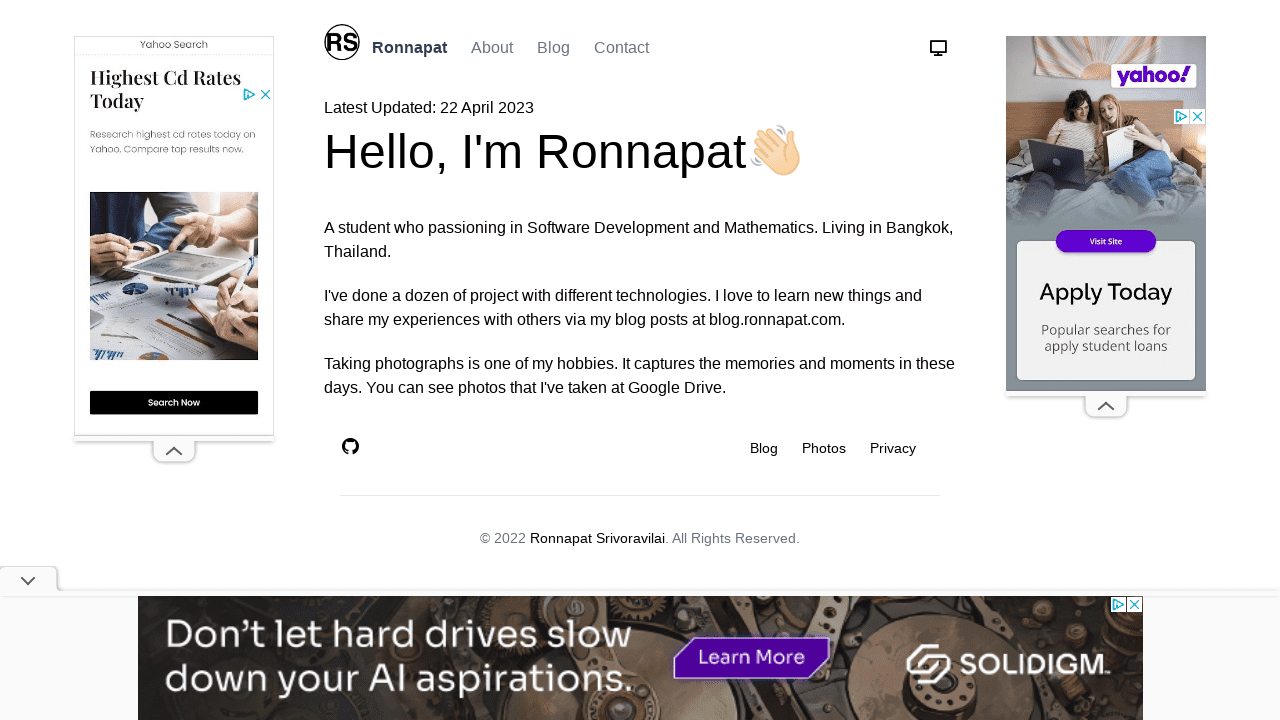 RS
Ronnapat
About
Blog
Contact
Yahoo Search
Highest Cd Rates
Today
Research highest cd rates today on
Yahoo. Compare top results now.
Search Now
Latest Updated: 22 April 2023
Hello, I'm Ronnapat👋🏻
A student who passioning in Software Development and Mathematics. Living in Bangkok,
Thailand.
I've done a dozen of project with different technologies. I love to learn new things and
share my experiences with others via my blog posts at blog.ronnapat.com.
Taking photographs is one of my hobbies. It captures the memories and moments in these
days. You can see photos that I've taken at Google Drive.
Blog
Photos
Privacy
© 2022 Ronnapat Srivoravilai. All Rights Reserved.
yahoo!
Visit Site
Apply Today
Popular searches for
apply student loans
Don't let hard drives slow
down your AI aspirations.
Learn More
SOLIDIGM™